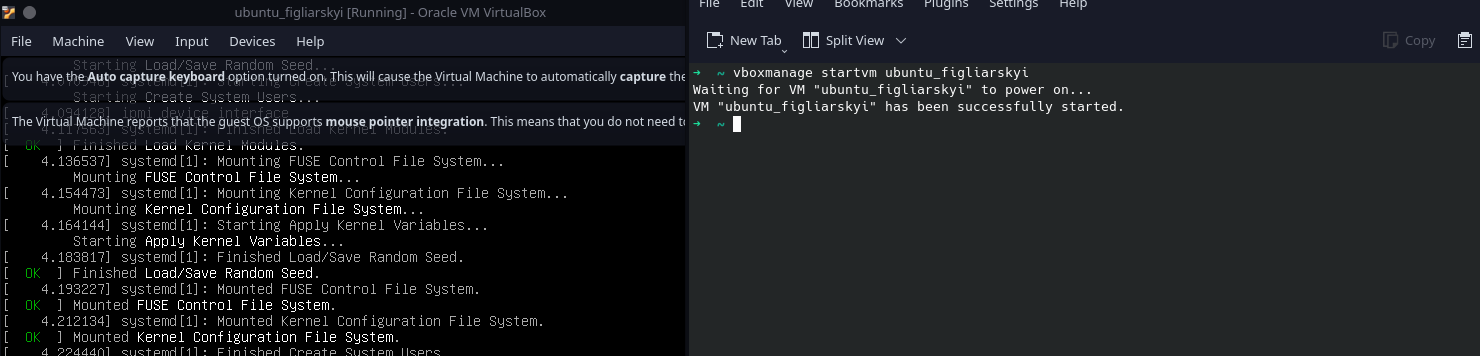 ubuntu_figliarskyi [Running] - Oracle VM VirtualBox
File Machine View Input Devices Help
Starting Load/Save Random Seed...
You have the Auto capture keyboard option turned on. This will cause the Virtual Machine to automatically capture the
Starting Create System Users...
[ 4.094128] ipmi device interface
The Virtual Machine reports that the guest OS supports mouse pointer integration. This means that you do not need to
[ 4.117563] Finished Load Kernel Modules.
[ OK ] Finished Load Kernel Modules.
[ 4.136537] systemd[1]: Mounting FUSE Control File System...
Mounting FUSE Control File System...
[ 4.154473] systemd[1]: Mounting Kernel Configuration File System...
Mounting Kernel Configuration File System...
[ 4.164144] systemd[1]: Starting Apply Kernel Variables...
Starting Apply Kernel Variables...
[ 4.183817] systemd[1]: Finished Load/Save Random Seed.
[ OK ] Finished Load/Save Random Seed.
[ 4.193227] systemd[1]: Mounted FUSE Control File System.
[ OK ] Mounted FUSE Control File System.
[ 4.212134] systemd[1]: Mounted Kernel Configuration File System.
[ OK ] Mounted Kernel Configuration File System.
[ 4.224440] systemd[1]: Finished Create System Users
File Edit View Bookmarks Plugins Settings Help
New Tab Split View Copy
➜ ~ vboxmanage startvm ubuntu_figliarskyi
Waiting for VM "ubuntu_figliarskyi" to power on...
VM "ubuntu_figliarskyi" has been successfully started.
➜ ~